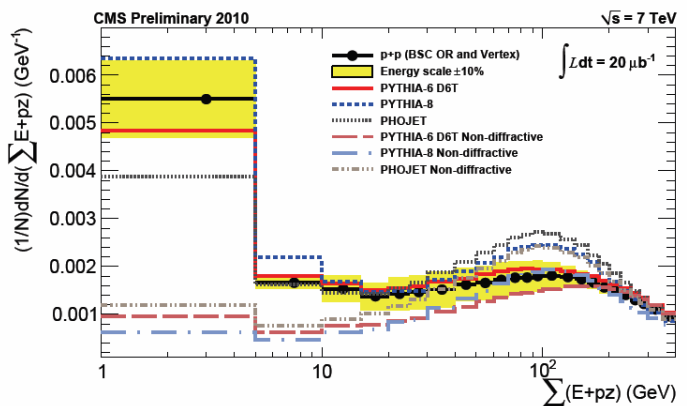 CMS Preliminary 2010
√s = 7 TeV
(1/N)dN/d(∑E+pz) (GeV⁻¹)
0.006
0.005
0.004
0.003
0.002
0.001
p+p (BSC OR and Vertex)
Energy scale ±10%
PYTHIA-6 D6T
PYTHIA-8
PHOJET
PYTHIA-6 D6T Non-diffractive
PYTHIA-8 Non-diffractive
PHOJET Non-diffractive
∫Ldt = 20 μb⁻¹
1
10
10²
∑(E+pz) (GeV)